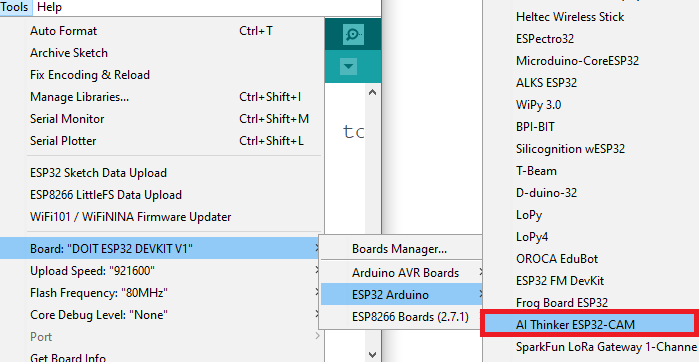 Tools Help
Auto Format Ctrl+T
Archive Sketch
Fix Encoding & Reload
Manage Libraries... Ctrl+Shift+I
Serial Monitor Ctrl+Shift+M
Serial Plotter Ctrl+Shift+L
ESP32 Sketch Data Upload
ESP8266 LittleFS Data Upload
WiFi101 / WiFiNINA Firmware Updater
Board: "DOIT ESP32 DEVKIT V1"
Upload Speed: "921600"
Flash Frequency: "80MHz"
Core Debug Level: "None"
Port
Get Board Info
tc
Boards Manager...
Arduino AVR Boards
ESP32 Arduino
ESP8266 Boards (2.7.1)
Heltec Wireless Stick
ESPectro32
Microduino-CoreESP32
ALKS ESP32
WiPy 3.0
BPI-BIT
Silicognition wESP32
T-Beam
D-duino-32
LoPy
LoPy4
OROCA EduBot
ESP32 FM DevKit
Frog Board ESP32
AI Thinker ESP32-CAM
SparkFun LoRa Gateway 1-Channe